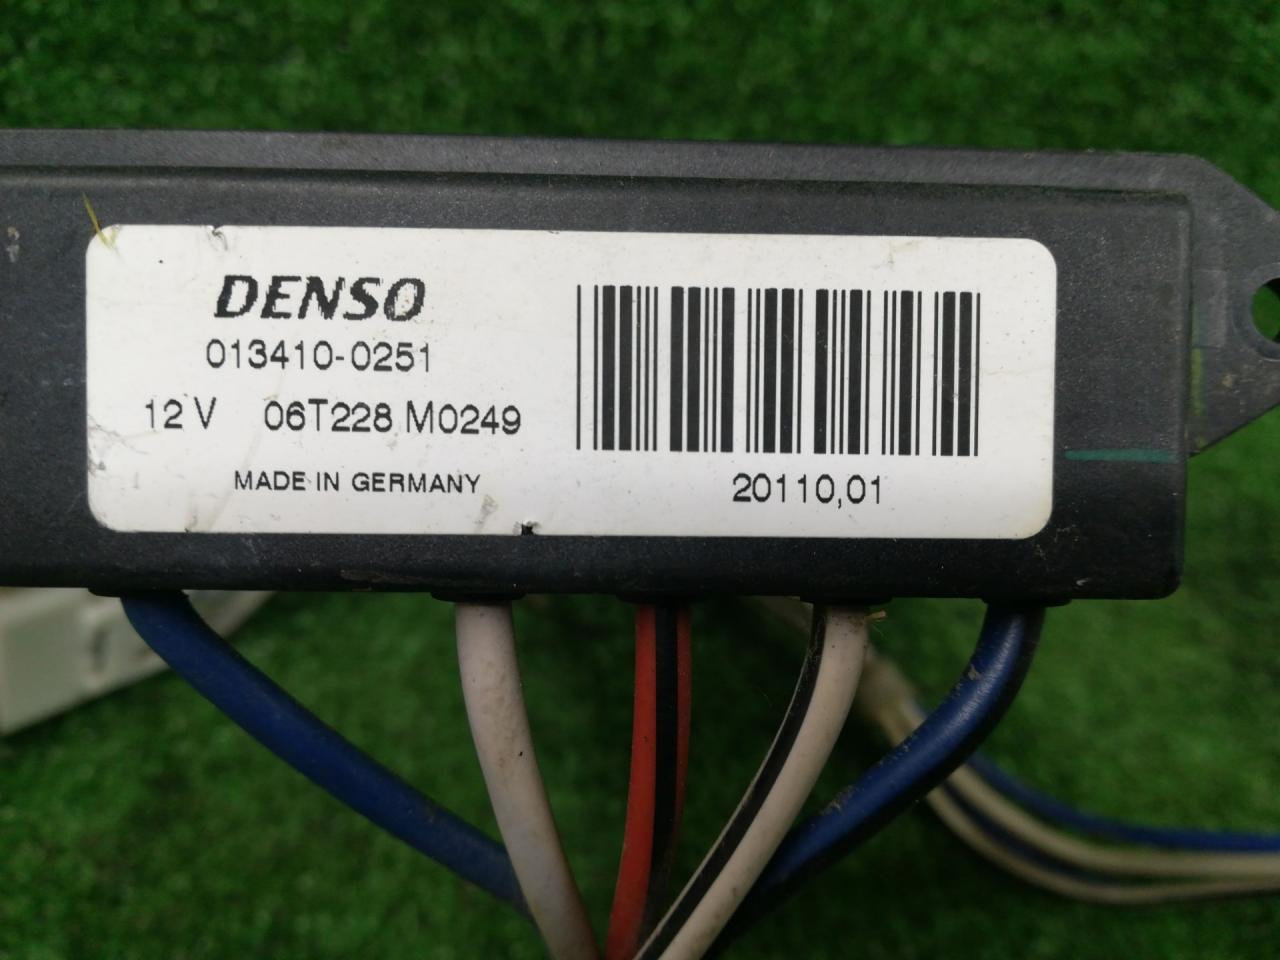 DENSO
013410-0251
12 V 06T228 M0249
MADE IN GERMANY
20110,01